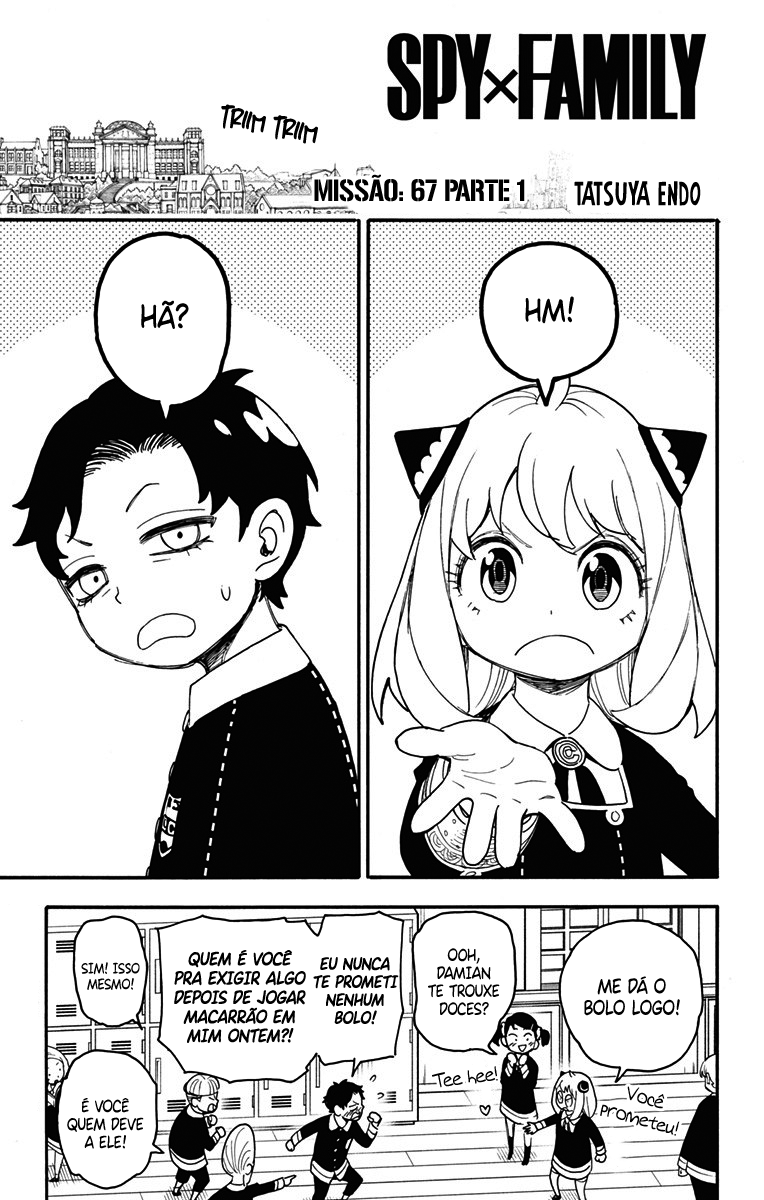 SPY×FAMILY
TRIIM TRIIM
MISSÃO: 67 PARTE 1
TATSUYA ENDO
HM!
HÃ?
ME DÁ O
BOLO LOGO!
Você
prometeu!
OOH,
DAMIAN
TE TROUXE
DOCES?
Tee hee!
EU NUNCA
TE PROMETI
NENHUM
BOLO!
QUEM É VOCÊ
PRA EXIGIR ALGO
DEPOIS DE JOGAR
MACARRÃO EM
MIM ONTEM?!
SIM! ISSO
MESMO!
É VOCÊ
QUEM DEVE
A ELE!